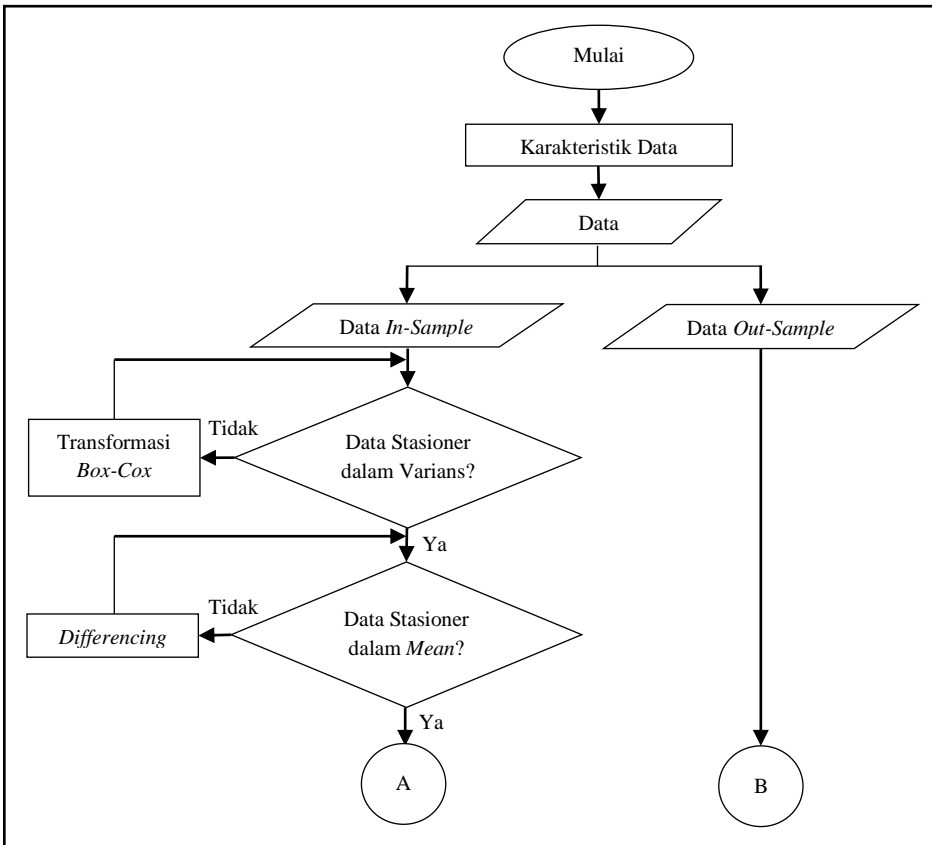 Mulai
Karakteristik Data
Data
Data In-Sample
Data Out-Sample
Transformasi
Box-Cox
Tidak
Data Stasioner
dalam Varians?
Ya
Differencing
Tidak
Data Stasioner
dalam Mean?
Ya
A
B